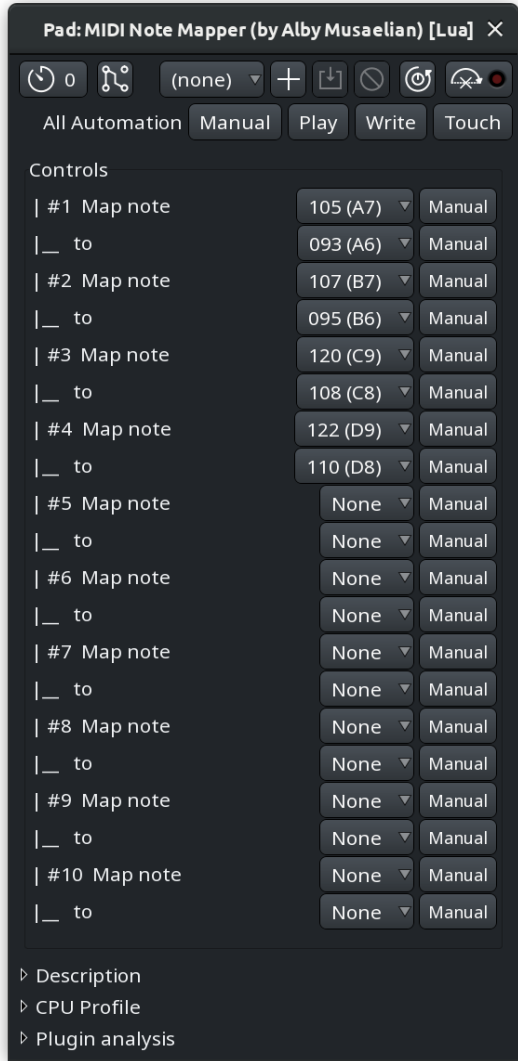 Pad: MIDI Note Mapper (by Alby Musaelian) [Lua]
0 (none)
All Automation Manual Play Write Touch
Controls
| #1 Map note 105 (A7) Manual
|__ to 093 (A6) Manual
| #2 Map note 107 (B7) Manual
|__ to 095 (B6) Manual
| #3 Map note 120 (C9) Manual
|__ to 108 (C8) Manual
| #4 Map note 122 (D9) Manual
|__ to 110 (D8) Manual
| #5 Map note None Manual
|__ to None Manual
| #6 Map note None Manual
|__ to None Manual
| #7 Map note None Manual
|__ to None Manual
| #8 Map note None Manual
|__ to None Manual
| #9 Map note None Manual
|__ to None Manual
| #10 Map note None Manual
|__ to None Manual
Description
CPU Profile
Plugin analysis